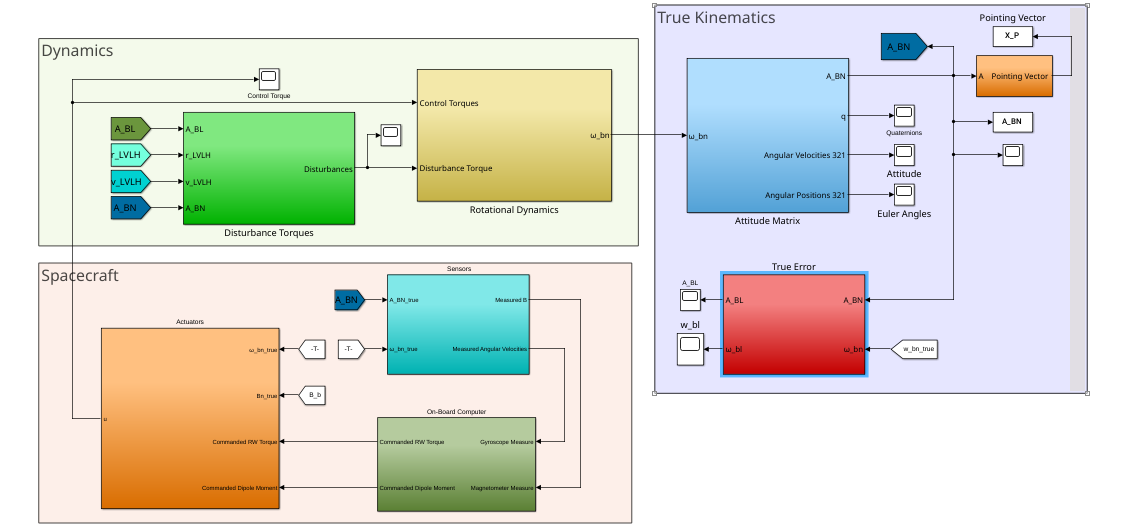 Dynamics
Control Torque
A_BL
r_LVLH
v_LVLH
A_BN
A_BL
r_LVLH
v_LVLH
A_BN
Disturbances
Disturbance Torques
Control Torques
Disturbance Torque
ω_bn
Rotational Dynamics
True Kinematics
Pointing Vector
X_P
A_BN
A
Pointing Vector
A_BN
ω_bn
A_BN
q
Angular Velocities 321
Angular Positions 321
Attitude Matrix
Quaternions
Attitude
Euler Angles
True Error
A_BL
w_bl
A_BL
ω_bl
A_BN
ω_bn
w_bn_true
Spacecraft
Sensors
A_BN
A_BN_true
ω_bn_true
Measured B
Measured Angular Velocities
Actuators
ω_bn_true
Bn_true
u
Commanded RW Torque
Commanded Dipole Moment
-T-
-T-
B_b
On-Board Computer
Commanded RW Torque
Commanded Dipole Moment
Gyroscope Measure
Magnetometer Measure